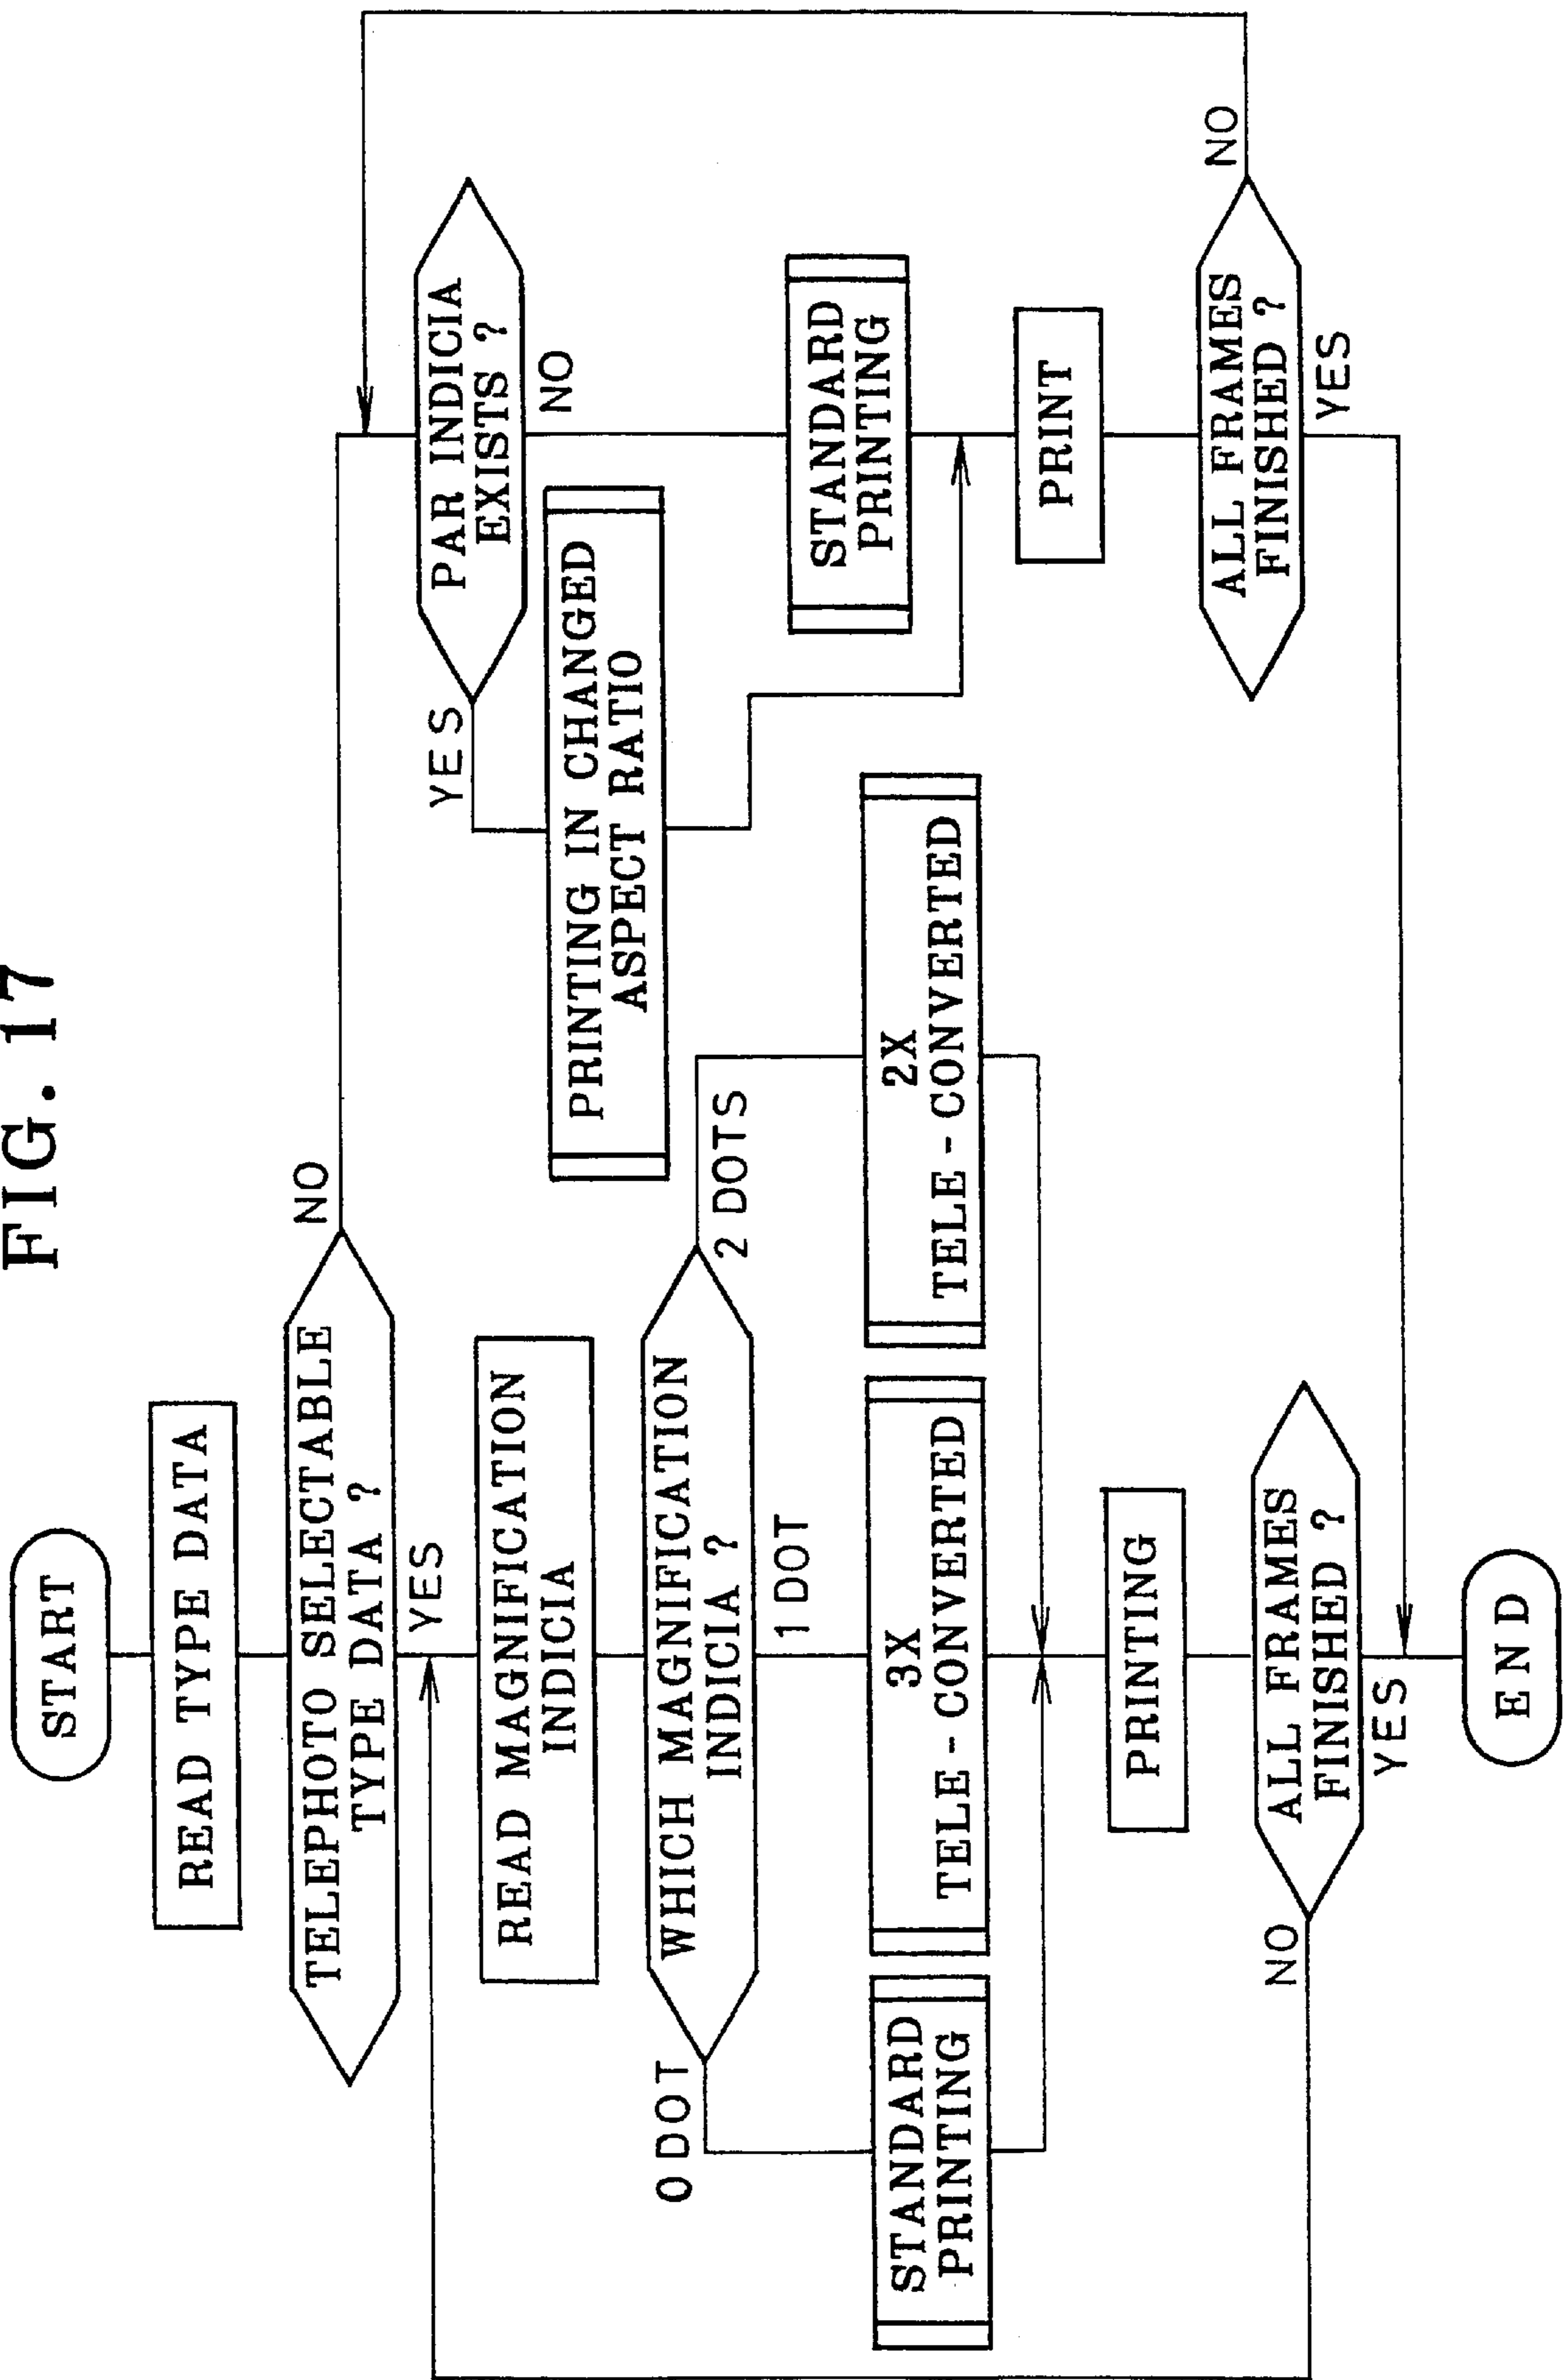 FIG. 17
START
READ TYPE DATA
TELEPHOTO SELECTABLE
TYPE DATA ?
NO
YES
READ MAGNIFICATION
INDICIA
WHICH MAGNIFICATION
INDICIA ?
0 DOT
1 DOT
2 DOTS
STANDARD
PRINTING
3X
TELE - CONVERTED
2X
TELE - CONVERTED
PRINTING
ALL FRAMES
FINISHED ?
NO
YES
END
PAR INDICIA
EXISTS ?
YES
NO
PRINTING IN CHANGED
ASPECT RATIO
STANDARD
PRINTING
PRINT
ALL FRAMES
FINISHED ?
NO
YES